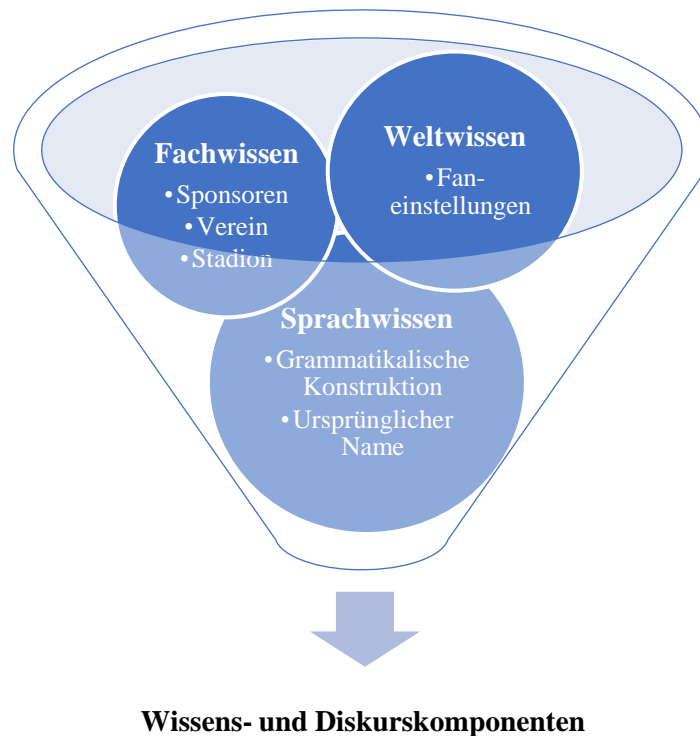 Fachwissen
• Sponsoren
• Verein
• Stadion
Weltwissen
• Fan-
einstellungen
Sprachwissen
• Grammatikalische
Konstruktion
• Ursprünglicher
Name
Wissens- und Diskurskomponenten